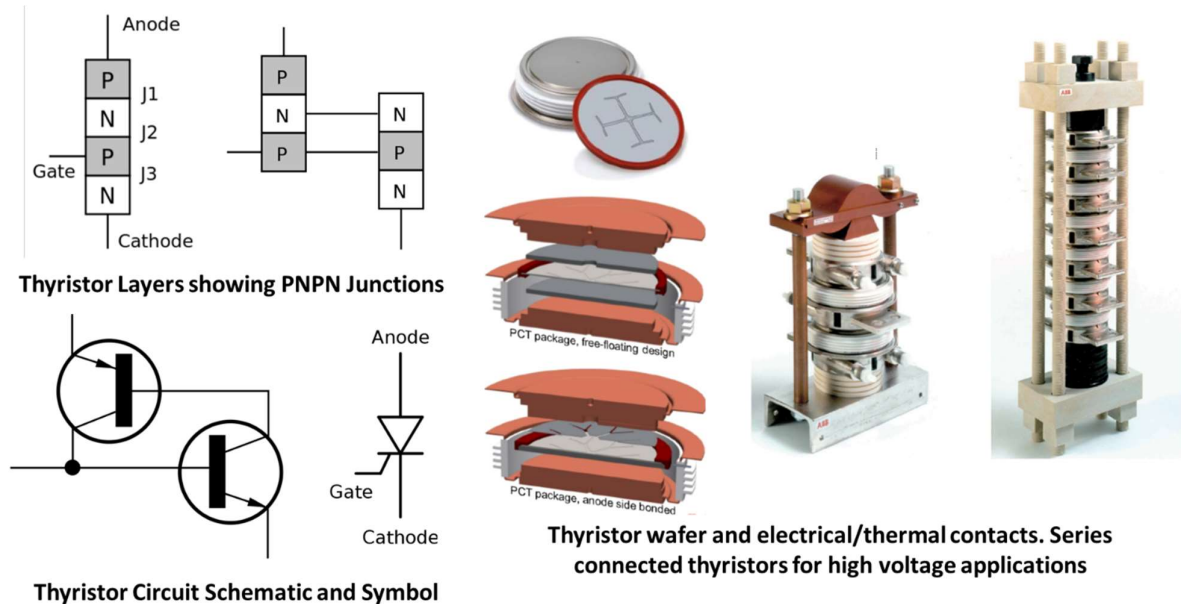 Anode
P
J1
N
J2
P
Gate
J3
N
Cathode
P
N
N
P
P
N
Thyristor Layers showing PNPN Junctions
Anode
Gate
Cathode
Thyristor Circuit Schematic and Symbol
PCT package, free-floating design
PCT package, anode side bonded
ABB
ABB
Thyristor wafer and electrical/thermal contacts. Series
connected thyristors for high voltage applications